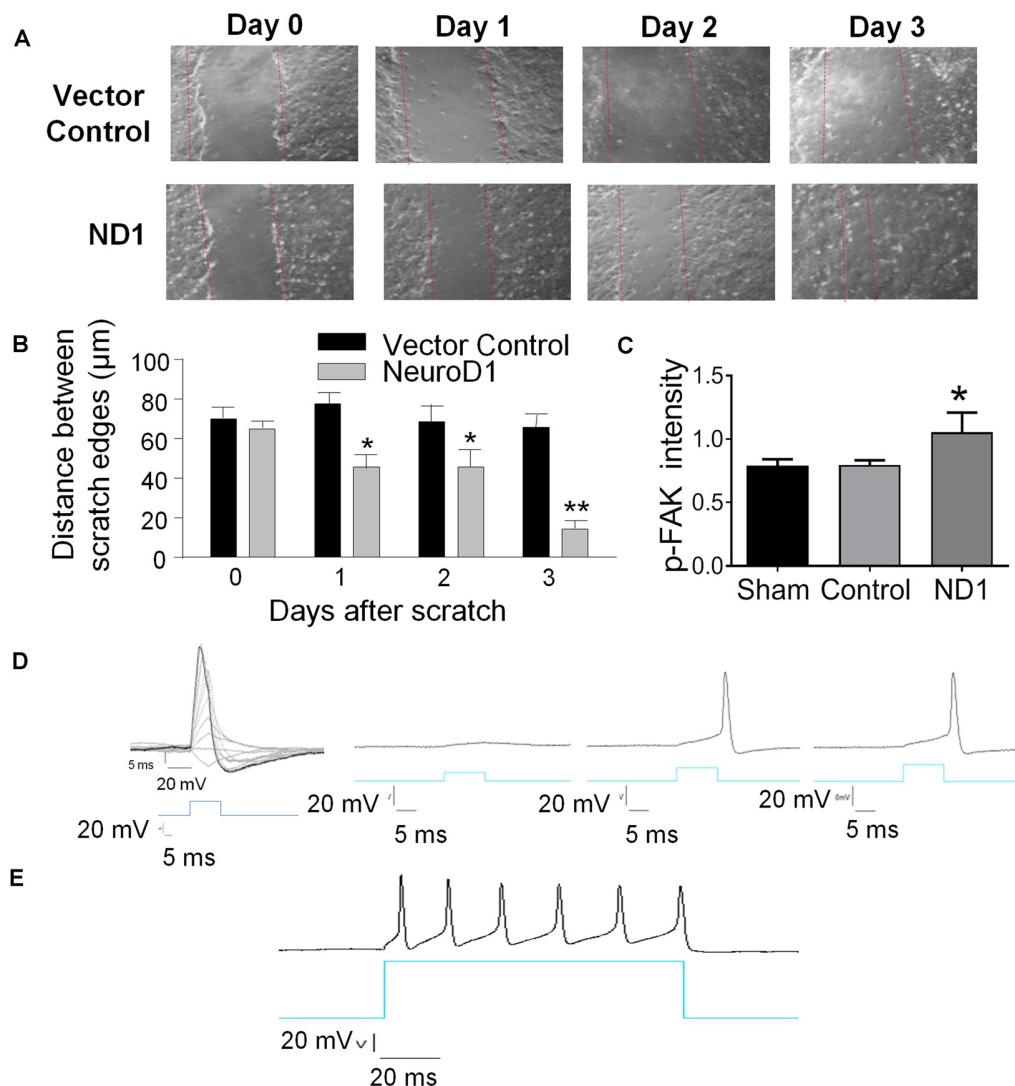 A
Day 0
Day 1
Day 2
Day 3
Vector
Control
ND1
B
Distance between
scratch edges (μm)
100
80
60
40
20
0
Vector Control
NeuroD1
*
*
**
0
1
2
3
Days after scratch
C
p-FAK intensity
1.5
1.0
0.5
0.0
*
Sham
Control
ND1
D
5 ms
20 mV
20 mV
5 ms
20 mV
5 ms
20 mV
5 ms
20 mV
5 ms
E
20 mV
20 ms